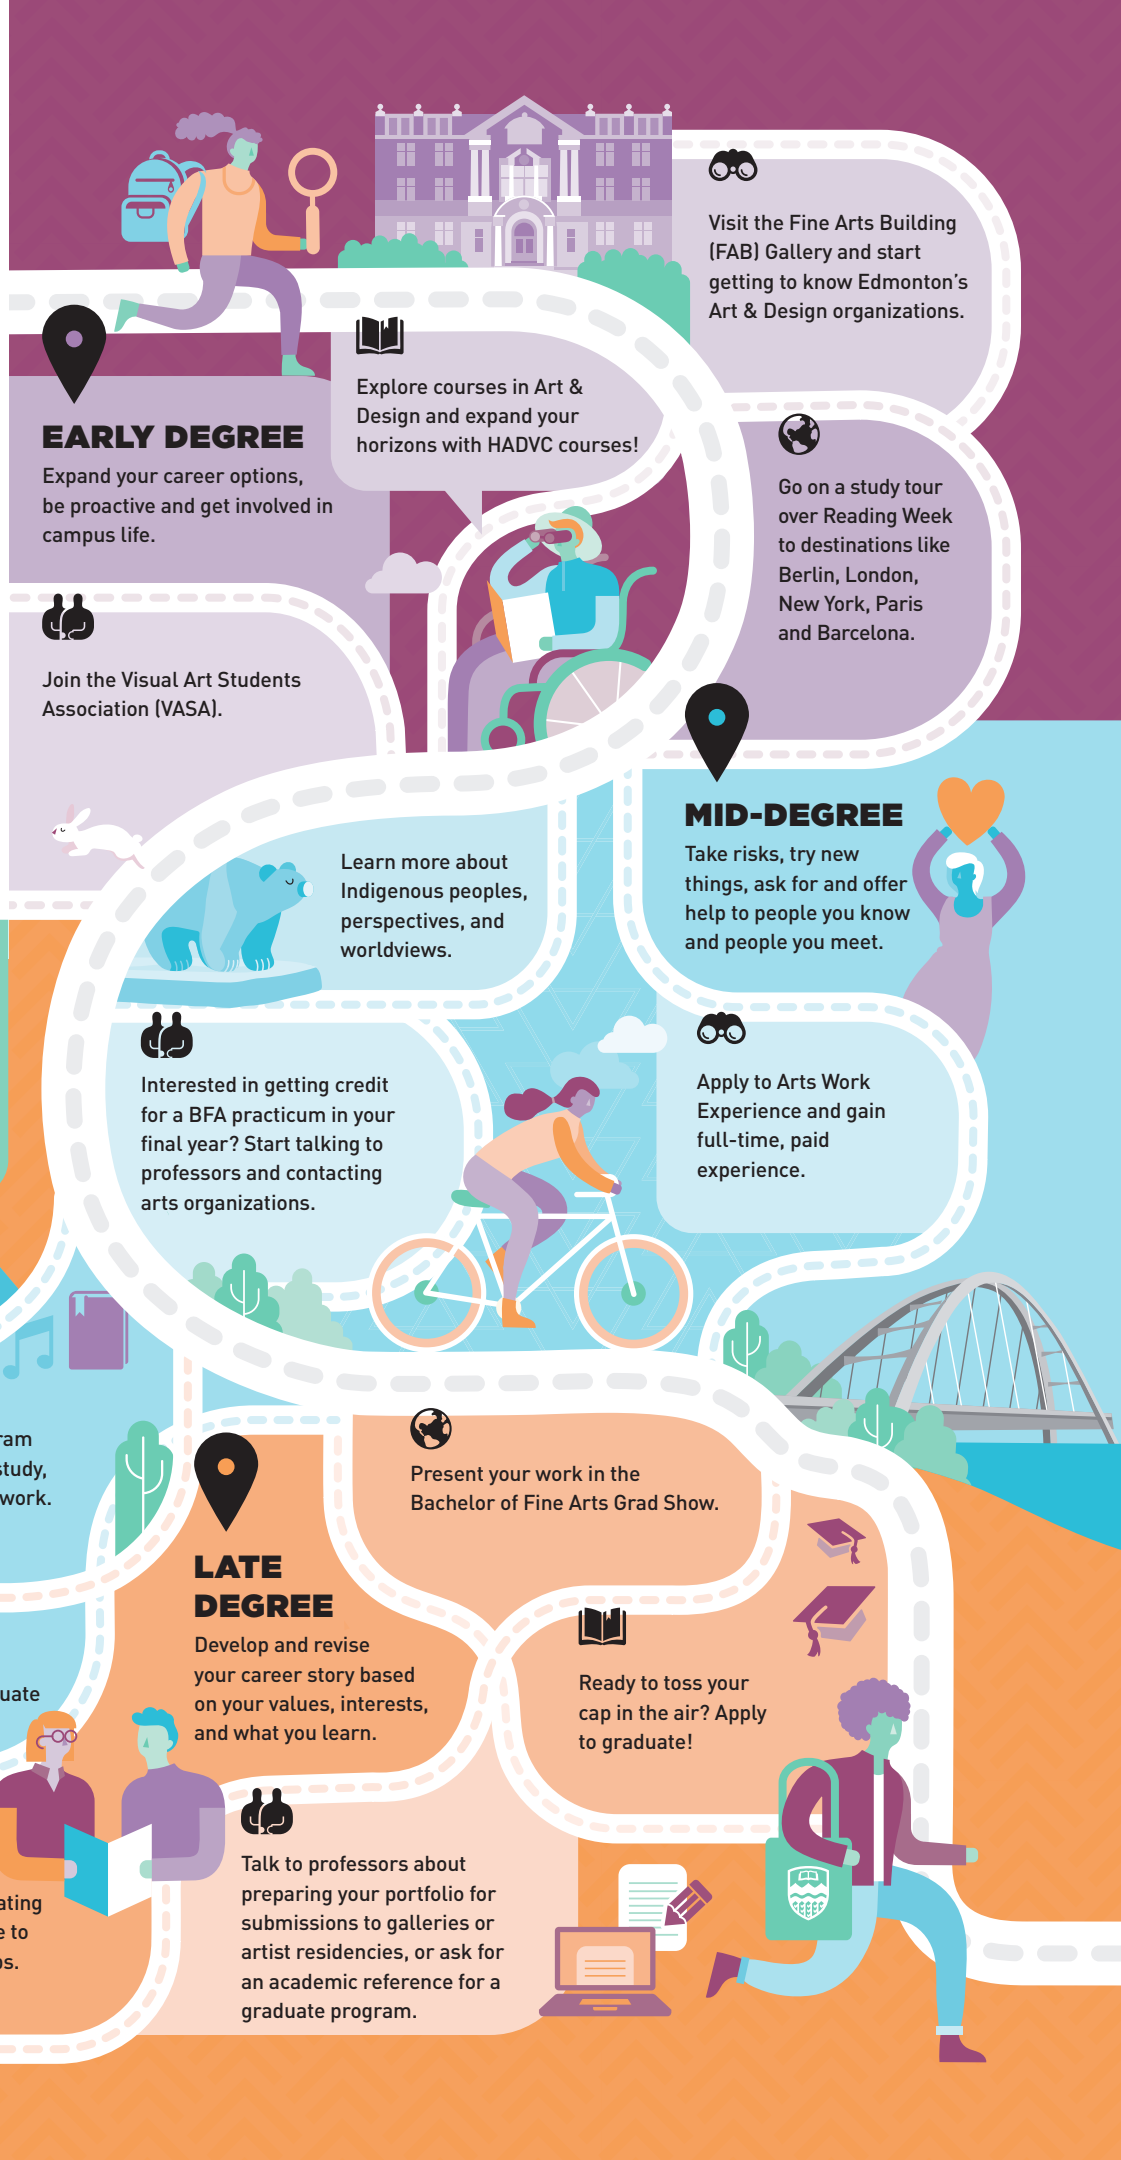 Visit the Fine Arts Building
(FAB) Gallery and start
getting to know Edmonton's
Art & Design organizations.
Explore courses in Art &
Design and expand your
horizons with HADVC courses!
EARLY DEGREE
Expand your career options,
be proactive and get involved in
campus life.
Go on a study tour
over Reading Week
to destinations like
Berlin, London,
New York, Paris
and Barcelona.
Join the Visual Art Students
Association (VASA).
MID-DEGREE
Take risks, try new
things, ask for and offer
help to people you know
and people you meet.
Learn more about
Indigenous peoples,
perspectives, and
worldviews.
Interested in getting credit
for a BFA practicum in your
final year? Start talking to
professors and contacting
arts organizations.
Apply to Arts Work
Experience and gain
full-time, paid
experience.
work.
Present your work in the
Bachelor of Fine Arts Grad Show.
LATE
DEGREE
Develop and revise
your career story based
on your values, interests,
and what you learn.
Ready to toss your
cap in the air? Apply
to graduate!
Talk to professors about
preparing your portfolio for
submissions to galleries or
artist residencies, or ask for
an academic reference for a
graduate program.
to